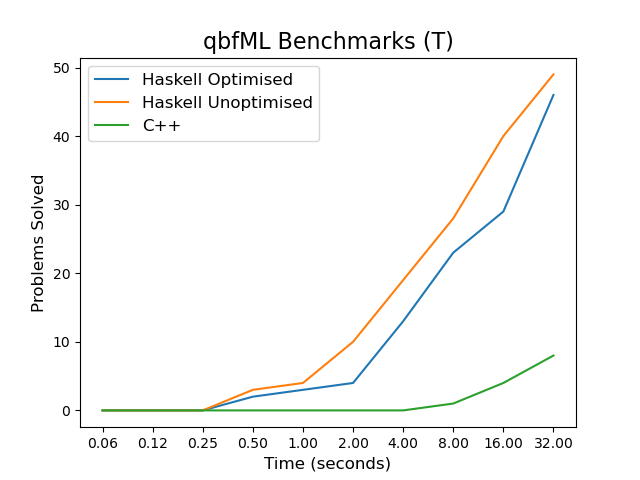 qbfML Benchmarks (T)
Haskell Optimised
Haskell Unoptimised
C++
Problems Solved
50
40
30
20
10
0
0.06 0.12 0.25 0.50 1.00 2.00 4.00 8.00 16.00 32.00
Time (seconds)